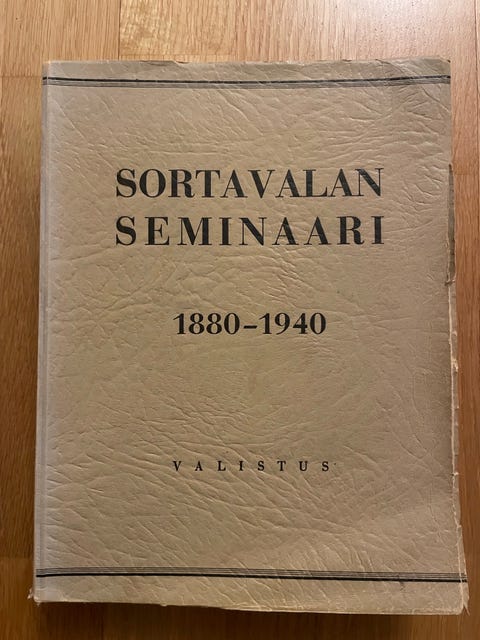 SORTAVALAN
SEMINAARI
1880–1940
VALISTUS